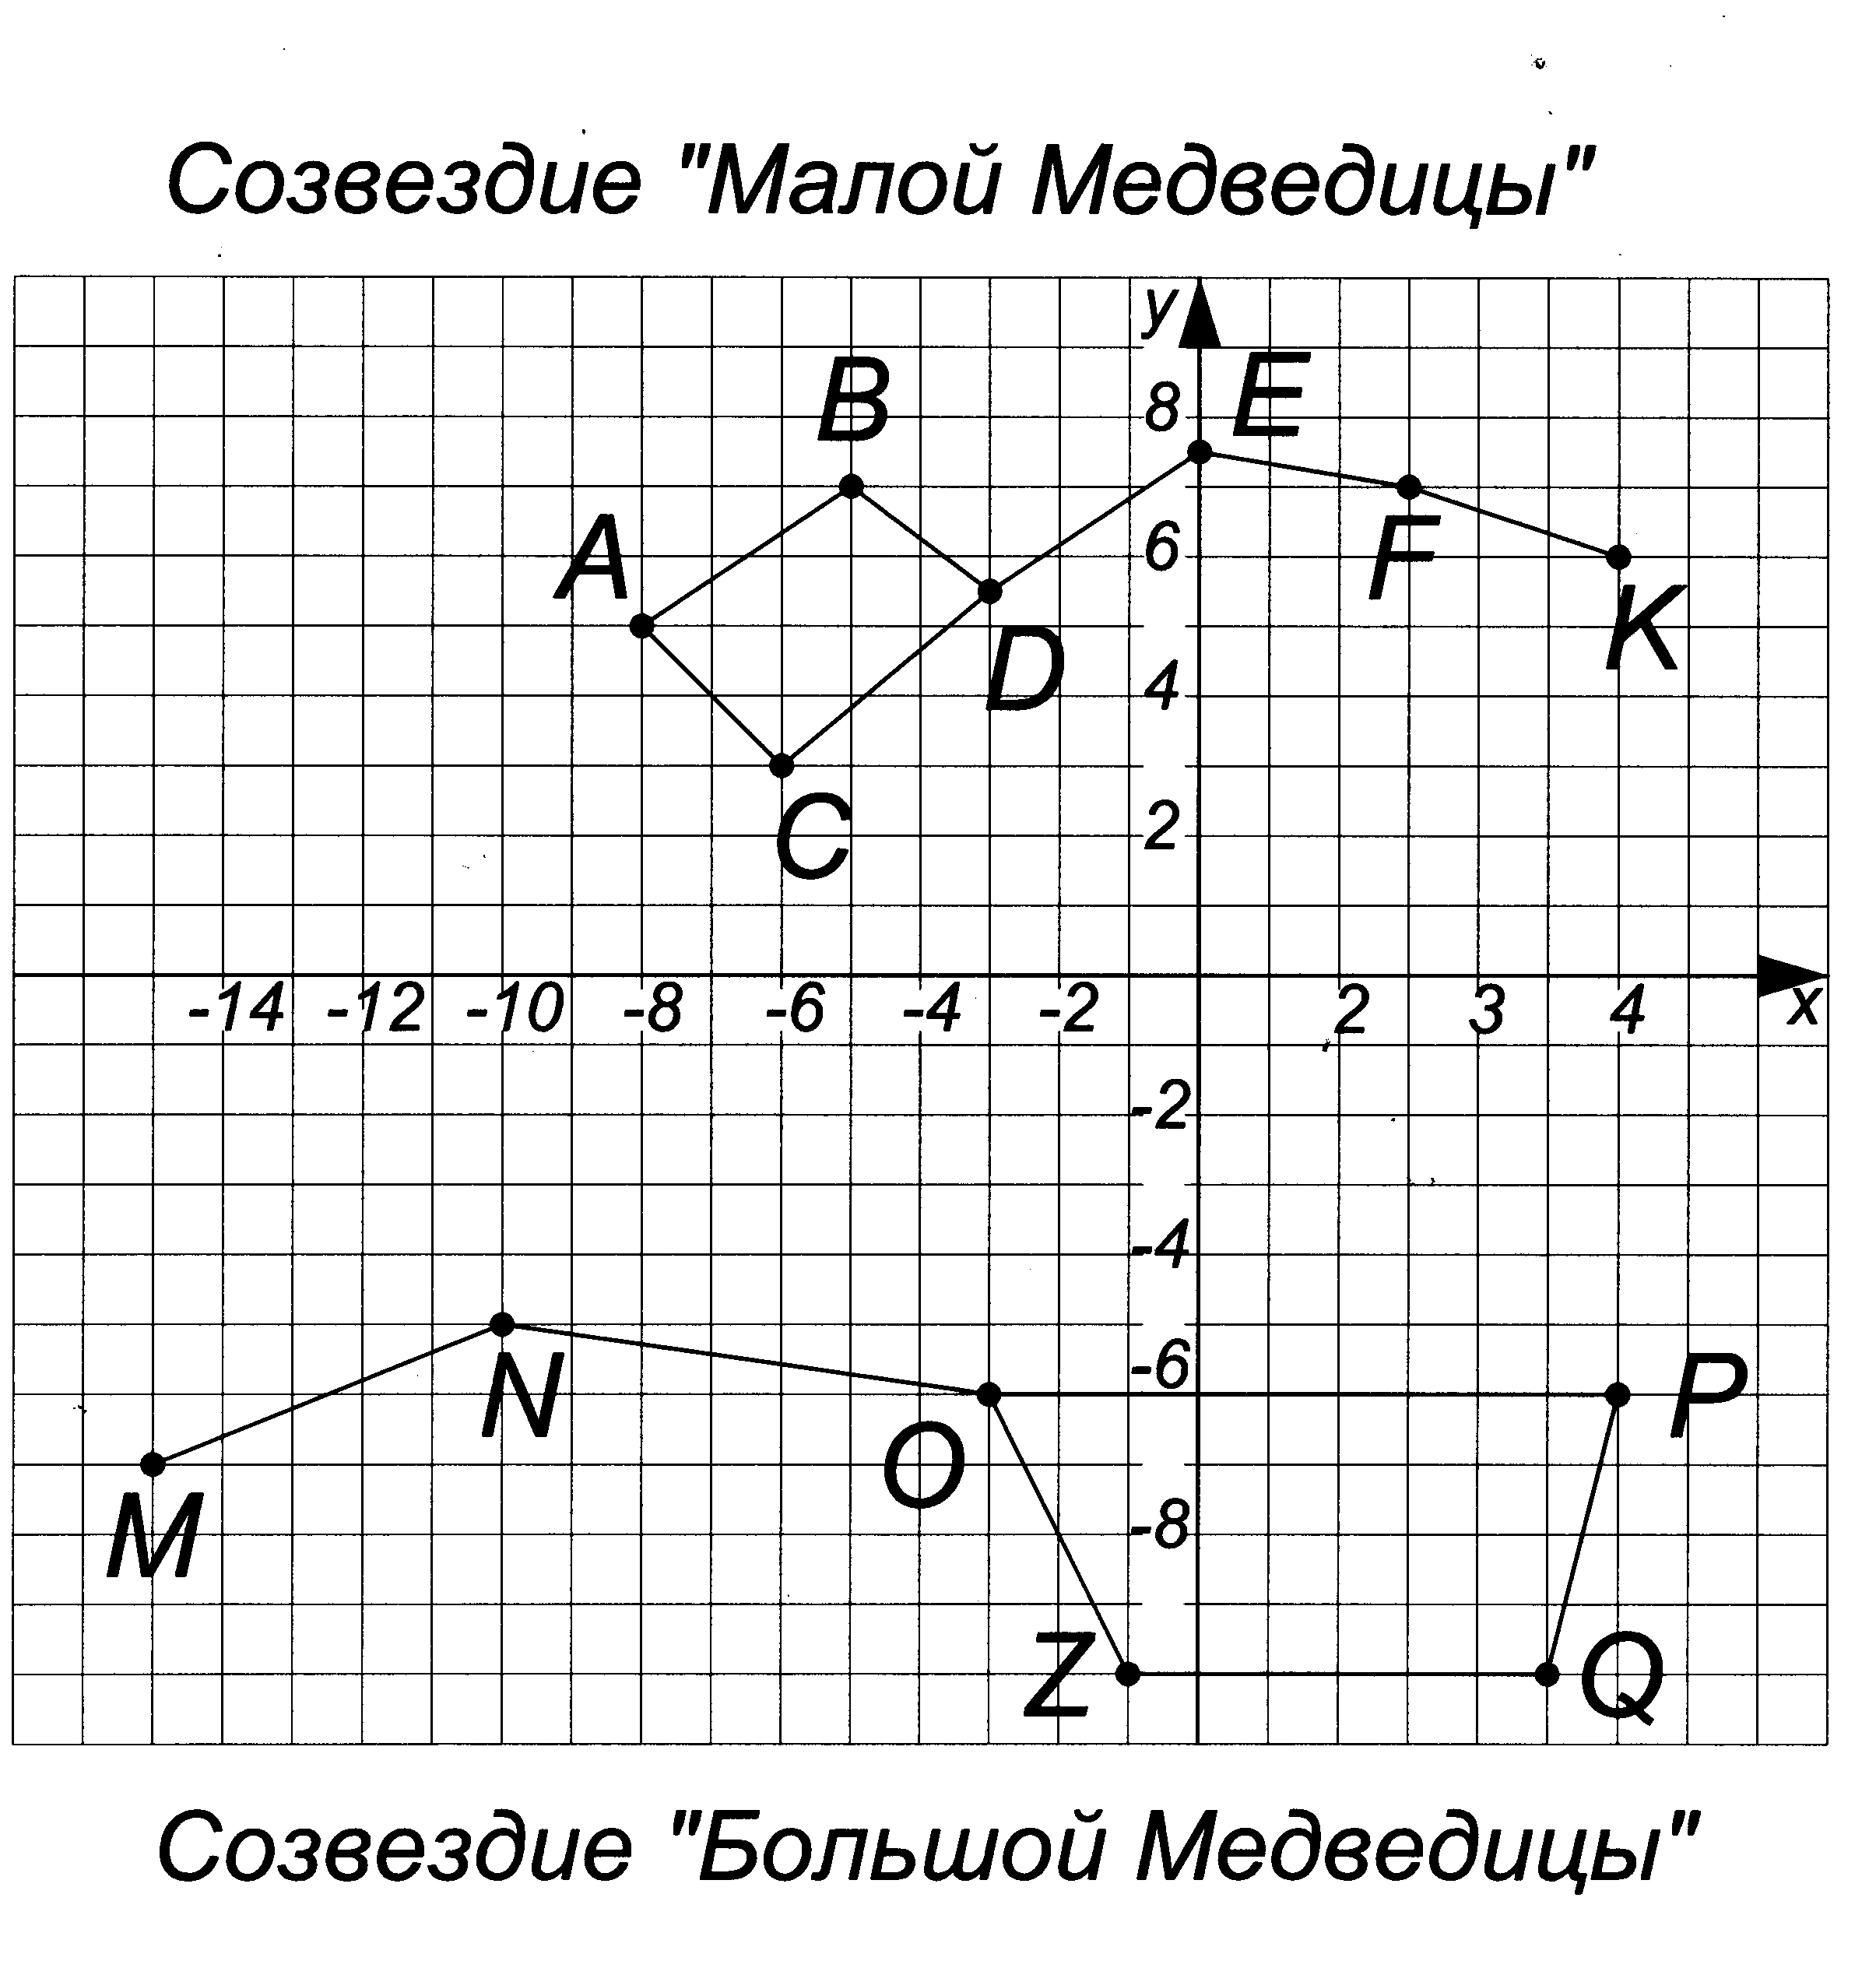 Созвездие "Малой Медведицы"
y
8
E
B
6
A
F
K
D
4
2
C
-14 -12 -10 -8 -6 -4 -2 2 3 4 x
-2
-4
-6
N
P
O
-8
M
Z
Q
Созвездие "Большой Медведицы"